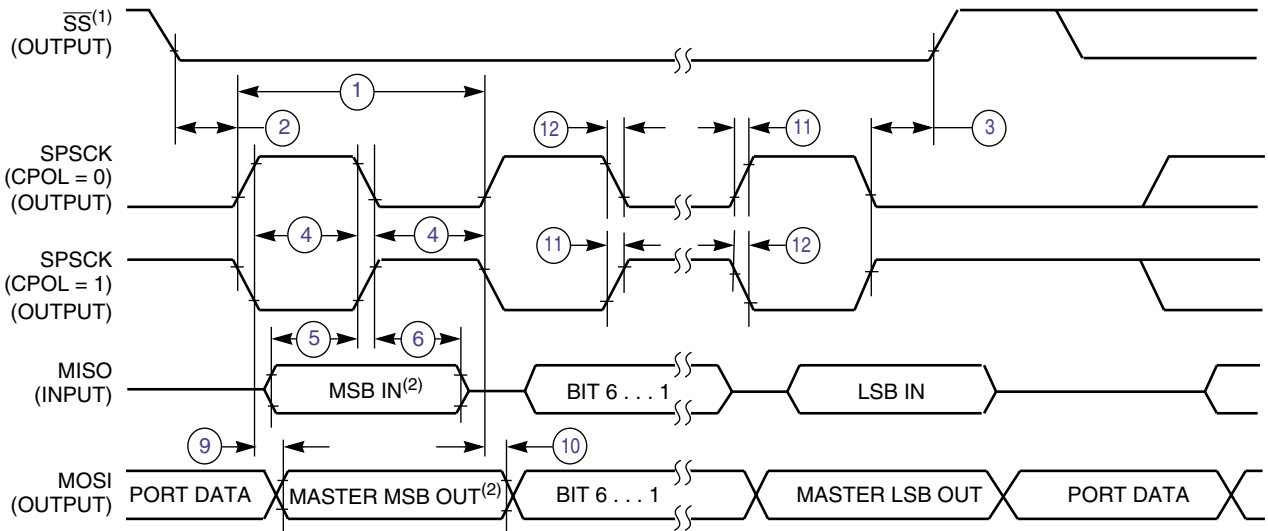 SS(1)
(OUTPUT)
1
2
12
11
3
SPSCK
(CPOL = 0)
(OUTPUT)
4
4
11
12
SPSCK
(CPOL = 1)
(OUTPUT)
5
6
MISO
(INPUT)
MSB IN(2)
BIT 6 . . . 1
LSB IN
9
10
MOSI
(OUTPUT)
PORT DATA
MASTER MSB OUT(2)
BIT 6 . . . 1
MASTER LSB OUT
PORT DATA